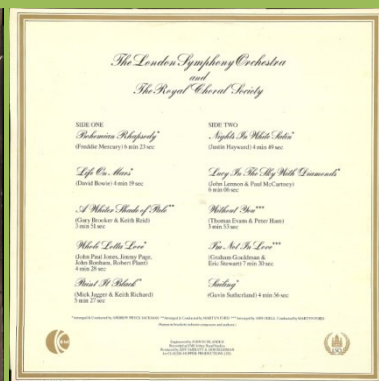 The London Symphony Orchestra
and
The Royal Choral Society
SIDE ONE
Bohemian Rhapsody*
(Freddie Mercury) 6 min 23 sec
Life On Mars*
(David Bowie) 4 min 19 sec
A Whiter Shade of Pale**
(Gary Brooker & Keith Reid)
3 min 51 sec
Whole Lotta Love*
(John Paul Jones, Jimmy Page,
John Bonham, Robert Plant)
4 min 26 sec
Paint It Black*
(Mick Jagger & Keith Richard)
5 min 27 sec
SIDE TWO
Nights In White Satin*
(Justin Hayward) 4 min 49 sec
Lucy In The Sky With Diamonds*
(John Lennon & Paul McCartney)
6 min 06 sec
Without You***
(Thomas Evans & Peter Ham)
3 min 53 sec
I'm Not In Love***
(Graham Gouldman &
Eric Stewart) 7 min 30 sec
Sailing*
(Gavin Sutherland) 4 min 56 sec